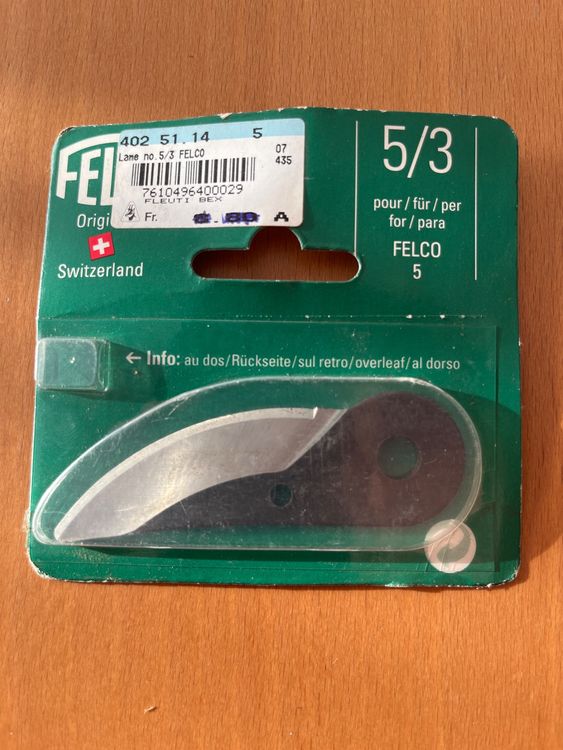 402 51.14 5
Lame no.5/3 FELCO 07
435
7610496400029
FLEUTI BEX
Fr. A
FEL
Origi
Switzerland
5/3
pour/für/per
for/para
FELCO
5
← Info: au dos/Rückseite/sul retro/overleaf/al dorso